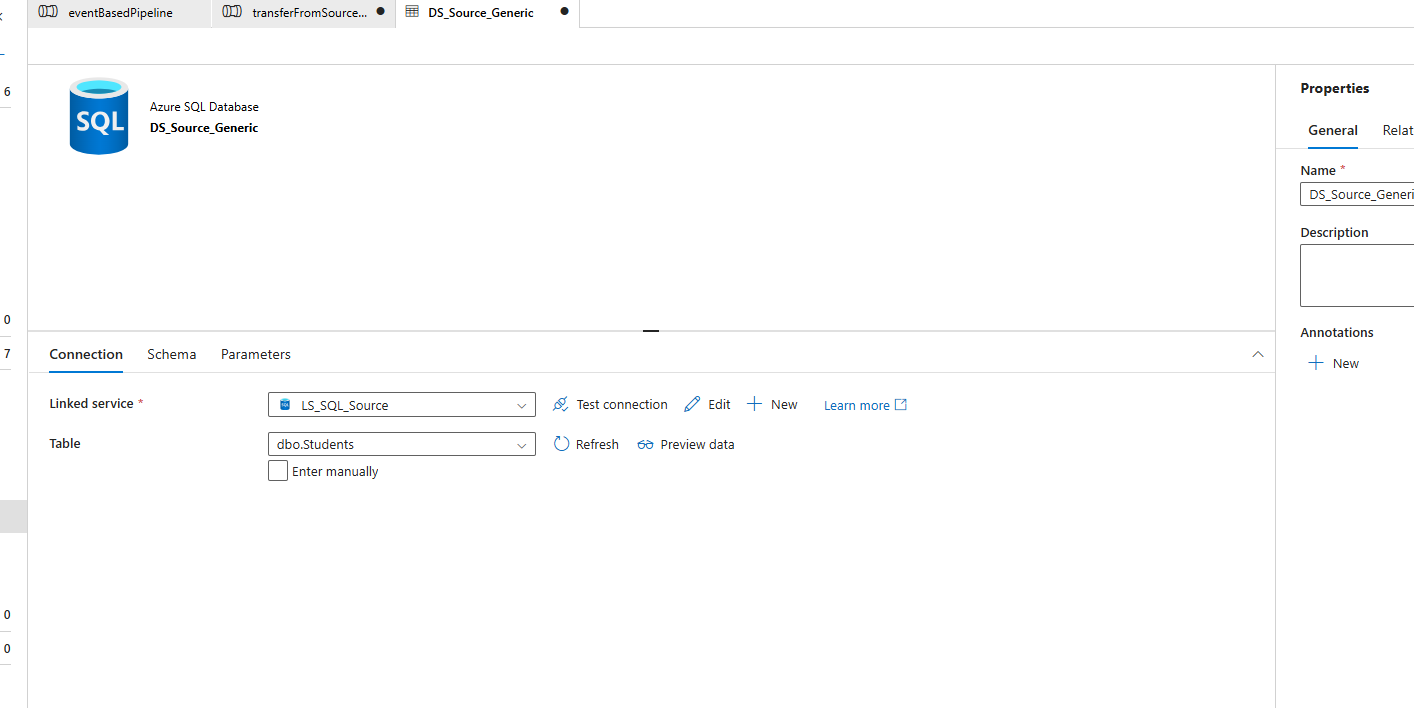 eventBasedPipeline
transferFromSource...
DS_Source_Generic
6
0
7
0
0
SQL
Azure SQL Database
DS_Source_Generic
Connection
Schema
Parameters
Linked service *
LS_SQL_Source
Test connection
Edit
New
Learn more
Table
dbo.Students
Refresh
Preview data
Enter manually
Properties
General
Relat
Name *
DS_Source_Generi
Description
Annotations
New